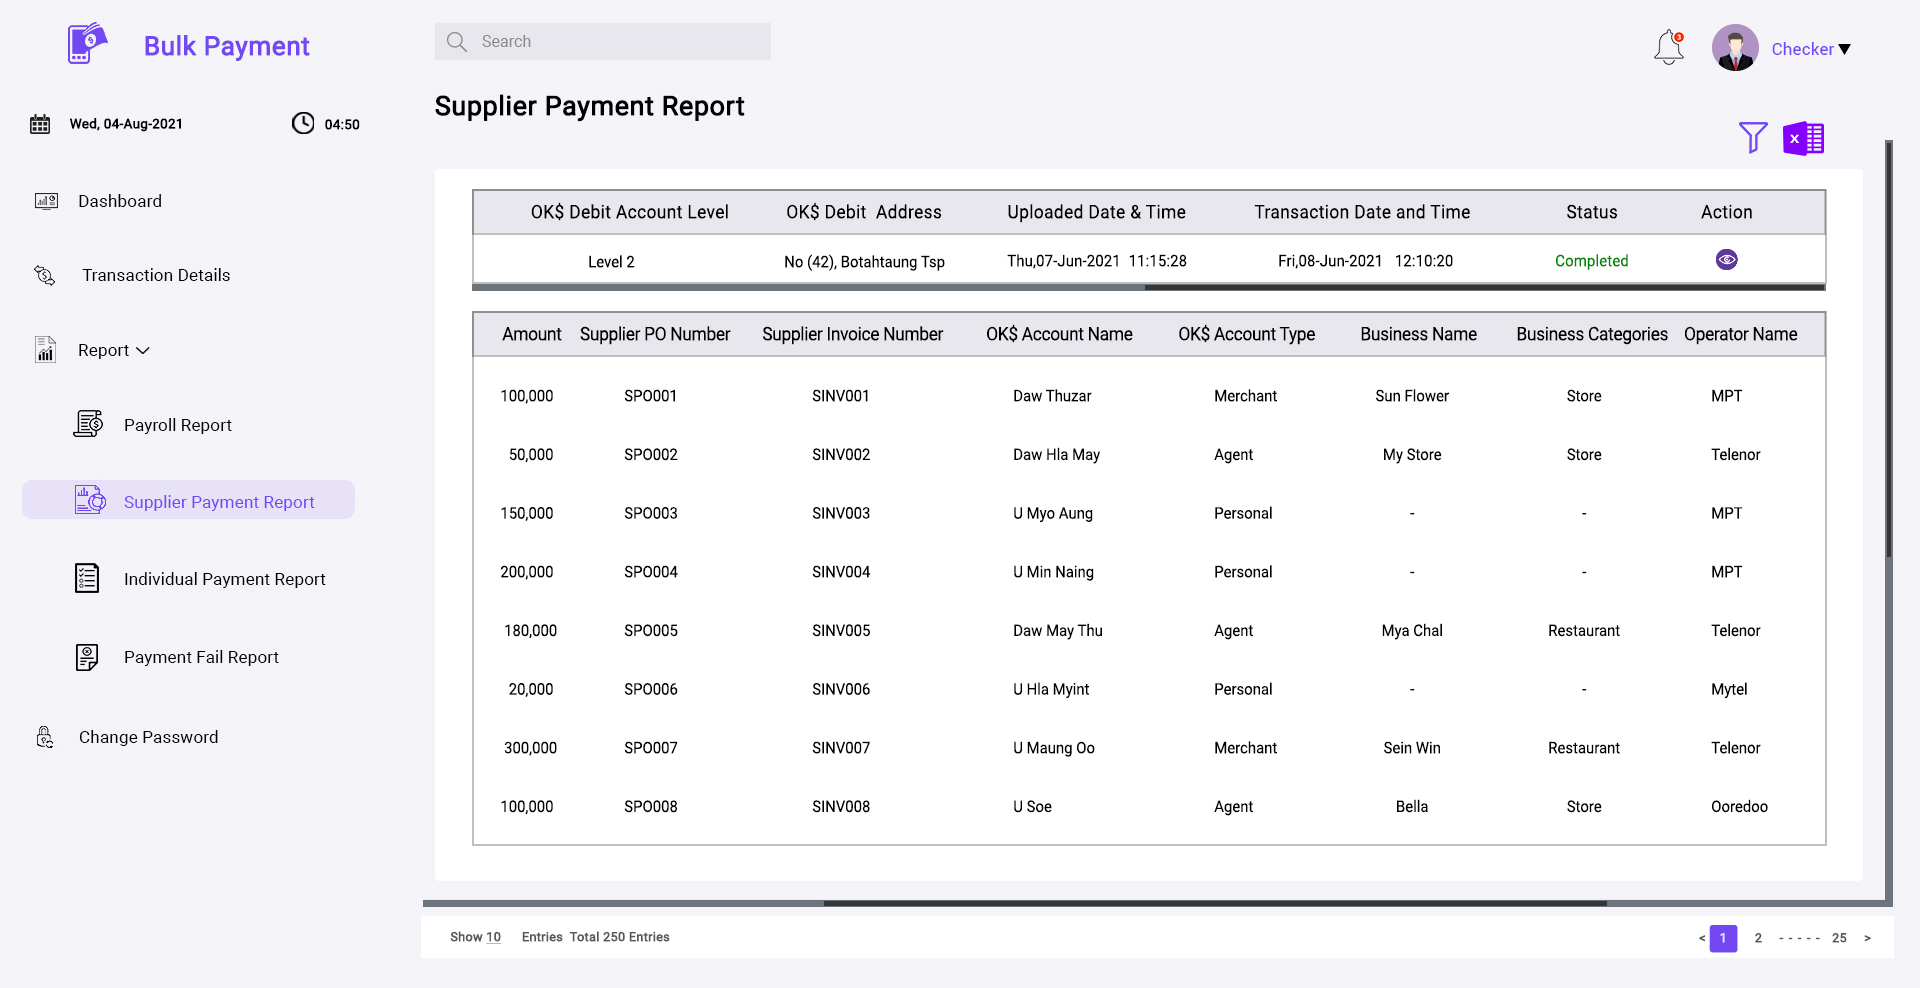 Bulk Payment
Search
3
Checker
Wed, 04-Aug-2021
04:50
Supplier Payment Report
Dashboard
Transaction Details
Report
Payroll Report
Supplier Payment Report
Individual Payment Report
Payment Fail Report
Change Password
OK$ Debit Account Level OK$ Debit Address Uploaded Date & Time Transaction Date and Time Status Action
Level 2 No (42), Botahtaung Tsp Thu,07-Jun-2021 11:15:28 Fri,08-Jun-2021 12:10:20 Completed
Amount Supplier PO Number Supplier Invoice Number OK$ Account Name OK$ Account Type Business Name Business Categories Operator Name
100,000 SPO001 SINV001 Daw Thuzar Merchant Sun Flower Store MPT
50,000 SPO002 SINV002 Daw Hla May Agent My Store Store Telenor
150,000 SPO003 SINV003 U Myo Aung Personal - - MPT
200,000 SPO004 SINV004 U Min Naing Personal - - MPT
180,000 SPO005 SINV005 Daw May Thu Agent Mya Chal Restaurant Telenor
20,000 SPO006 SINV006 U Hla Myint Personal - - Mytel
300,000 SPO007 SINV007 U Maung Oo Merchant Sein Win Restaurant Telenor
100,000 SPO008 SINV008 U Soe Agent Bella Store Ooredoo
Show 10 Entries Total 250 Entries
< 1 2 - - - - - 25 >